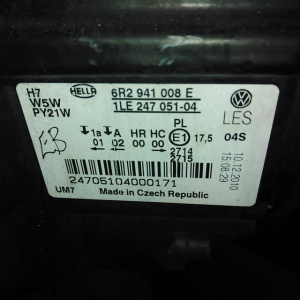 H7
W5W
PY21W
HELLA
6R2 941 008 E
1LE 247 051-04
LES
PL
1a A HR HC E1 17,5 04S
01 02 00 00
2714
2715
24705104000171
UM7 Made in Czech Republic
10.12.2010
15:08:29